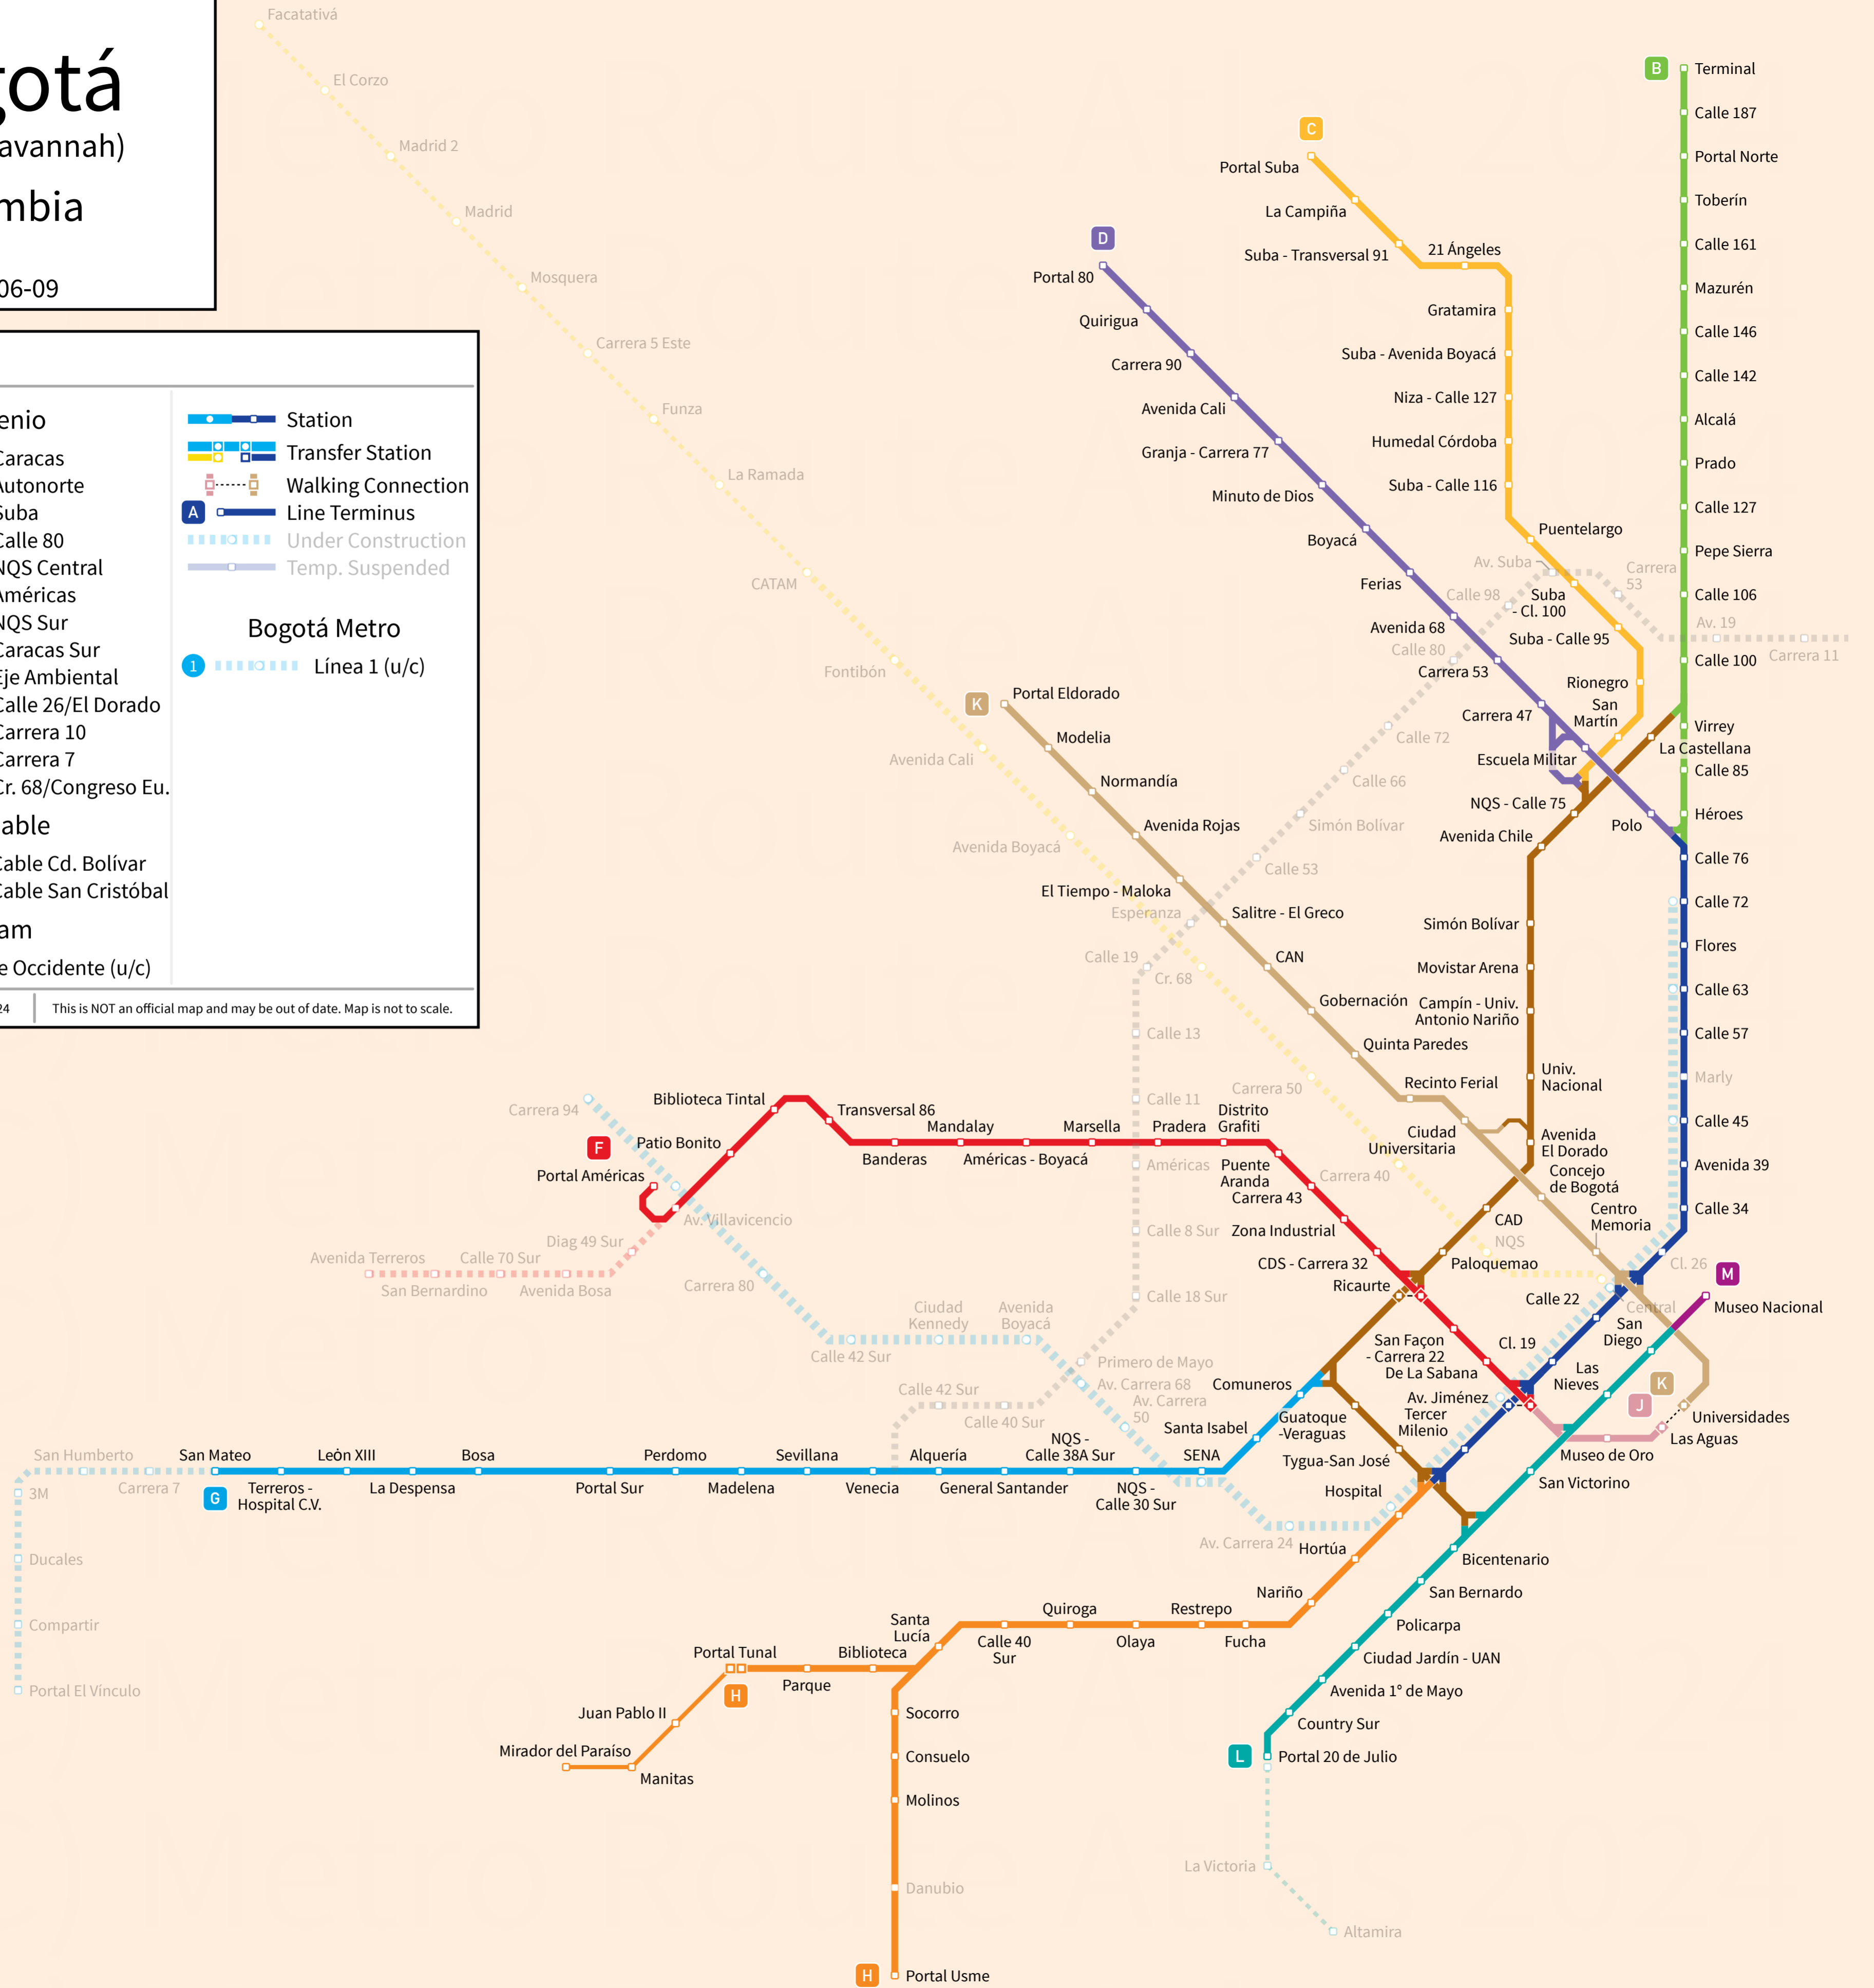 gotá
avannah)
mbia
06-09
enio
Caracas
Autonorte
Suba
Calle 80
NQS Central
Américas
NQS Sur
Caracas Sur
Eje Ambiental
Calle 26/El Dorado
Carrera 10
Carrera 7
Cr. 68/Congreso Eu.
able
Cable Cd. Bolívar
Cable San Cristóbal
am
e Occidente (u/c)
Station
Transfer Station
Walking Connection
A
Line Terminus
Under Construction
Temp. Suspended
Bogotá Metro
1
Línea 1 (u/c)
24
This is NOT an official map and may be out of date. Map is not to scale.
Facatativá
El Corzo
Madrid 2
Madrid
Mosquera
Carrera 5 Este
Funza
La Ramada
CATAM
Fontibón
Avenida Cali
Avenida Boyacá
Esperanza
Cr. 68
Carrera 50
Carrera 40
NQS
Central
B
Terminal
Calle 187
Portal Norte
Toberín
Calle 161
Mazurén
Calle 146
Calle 142
Alcalá
Prado
Calle 127
Pepe Sierra
Calle 106
Calle 100
Virrey
Calle 85
Héroes
Calle 76
Calle 72
Flores
Calle 63
Calle 57
Marly
Calle 45
Avenida 39
Calle 34
Cl. 26
Calle 22
Cl. 19
Av. Jiménez
Tercer
Milenio
C
Portal Suba
La Campiña
Suba - Transversal 91
21 Ángeles
Gratamira
Suba - Avenida Boyacá
Niza - Calle 127
Humedal Córdoba
Suba - Calle 116
Puentelargo
Suba
- Cl. 100
Suba - Calle 95
Rionegro
San
Martín
D
Portal 80
Quirigua
Carrera 90
Avenida Cali
Granja - Carrera 77
Minuto de Dios
Boyacá
Ferias
Avenida 68
Carrera 53
Carrera 47
Escuela Militar
Polo
Carrera 11
Av. 19
Carrera
53
Av. Suba
Calle 98
Calle 80
Calle 72
Calle 66
Simón Bolívar
Calle 53
Calle 19
Calle 13
Calle 11
Américas
Calle 8 Sur
Calle 18 Sur
Primero de Mayo
Calle 40 Sur
Calle 42 Sur
La Castellana
NQS - Calle 75
Avenida Chile
Simón Bolívar
Movistar Arena
Campín - Univ.
Antonio Nariño
Univ.
Nacional
Avenida
El Dorado
CAD
Paloquemao
Ricaurte
Comuneros
Guatoque
-Veraguas
Tygua-San José
K
Portal Eldorado
Modelia
Normandía
Avenida Rojas
El Tiempo - Maloka
Salitre - El Greco
CAN
Gobernación
Quinta Paredes
Recinto Ferial
Ciudad
Universitaria
Concejo
de Bogotá
Centro
Memoria
K
Universidades
J
Las Aguas
Museo de Oro
F
Portal Américas
Patio Bonito
Biblioteca Tintal
Transversal 86
Banderas
Mandalay
Américas - Boyacá
Marsella
Pradera
Distrito
Grafiti
Puente
Aranda
Carrera 43
Zona Industrial
CDS - Carrera 32
San Façon
- Carrera 22
De La Sabana
Av. Villavicencio
Diag 49 Sur
Avenida Bosa
Calle 70 Sur
San Bernardino
Avenida Terreros
Carrera 94
Carrera 80
Calle 42 Sur
Ciudad
Kennedy
Avenida
Boyacá
Av. Carrera 68
Av. Carrera
50
Av. Carrera 24
M
Museo Nacional
San
Diego
Las
Nieves
San Victorino
Bicentenario
San Bernardo
Policarpa
Ciudad Jardín - UAN
Avenida 1° de Mayo
Country Sur
L
Portal 20 de Julio
La Victoria
Altamira
San Humberto
Carrera 7
3M
Ducales
Compartir
Portal El Vínculo
G
San Mateo
Terreros -
Hospital C.V.
León XIII
La Despensa
Bosa
Portal Sur
Perdomo
Madelena
Sevillana
Venecia
Alquería
General Santander
NQS -
Calle 38A Sur
NQS -
Calle 30 Sur
SENA
Santa Isabel
Hospital
Hortúa
Nariño
Fucha
Restrepo
Olaya
Quiroga
Calle 40
Sur
Santa
Lucía
Biblioteca
Parque
Portal Tunal
H
Juan Pablo II
Manitas
Mirador del Paraíso
Socorro
Consuelo
Molinos
Danubio
H
Portal Usme